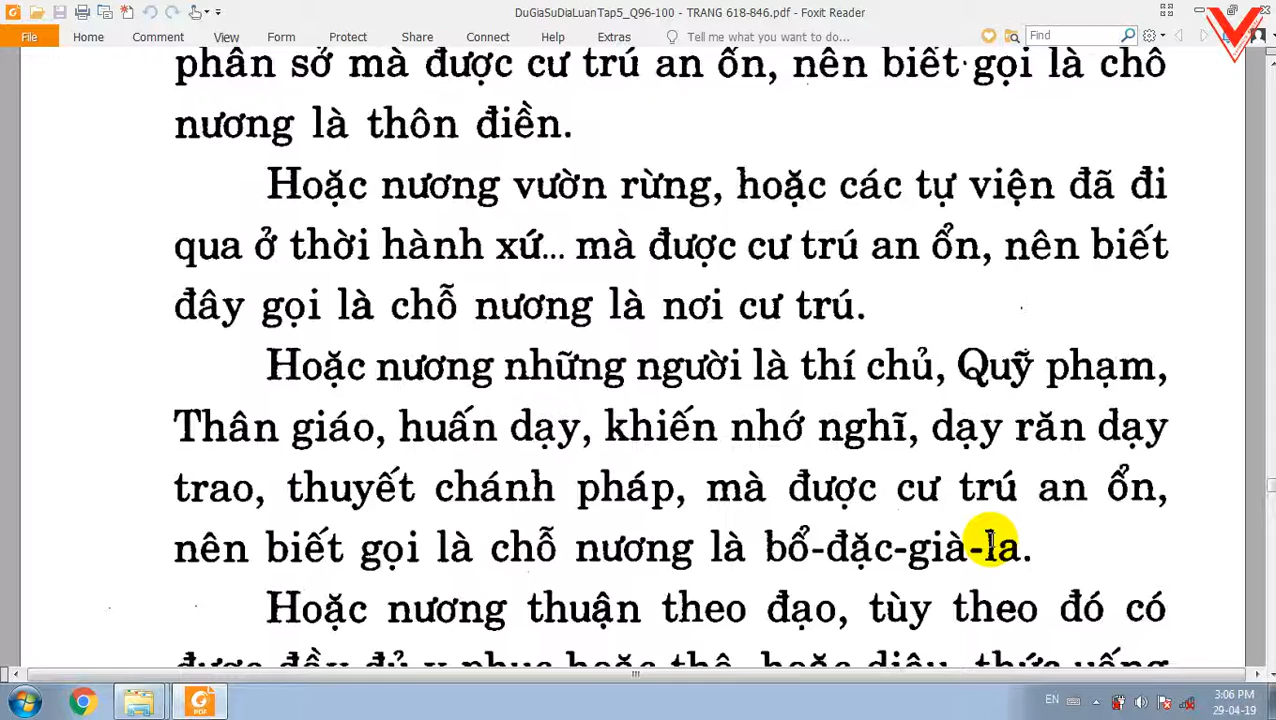 DuGiaSuDiaLuanTap5_Q96-100 - TRANG 618-846.pdf - Foxit Reader
File Home Comment View Form Protect Share Connect Help Extras Tell me what you want to do... Find
phân sở mà được cư trú an ổn, nên biết gọi là chỗ
nương là thôn điền.
Hoặc nương vườn rừng, hoặc các tự viện đã đi
qua ở thời hành xứ... mà được cư trú an ổn, nên biết
đây gọi là chỗ nương là nơi cư trú.
Hoặc nương những người là thí chủ, Quỹ phạm,
Thân giáo, huấn dạy, khiến nhớ nghĩ, dạy răn dạy
trao, thuyết chánh pháp, mà được cư trú an ổn,
nên biết gọi là chỗ nương là bổ-đặc-già-la.
Hoặc nương thuận theo đạo, tùy theo đó có
EN 3:06 PM
29-04-19